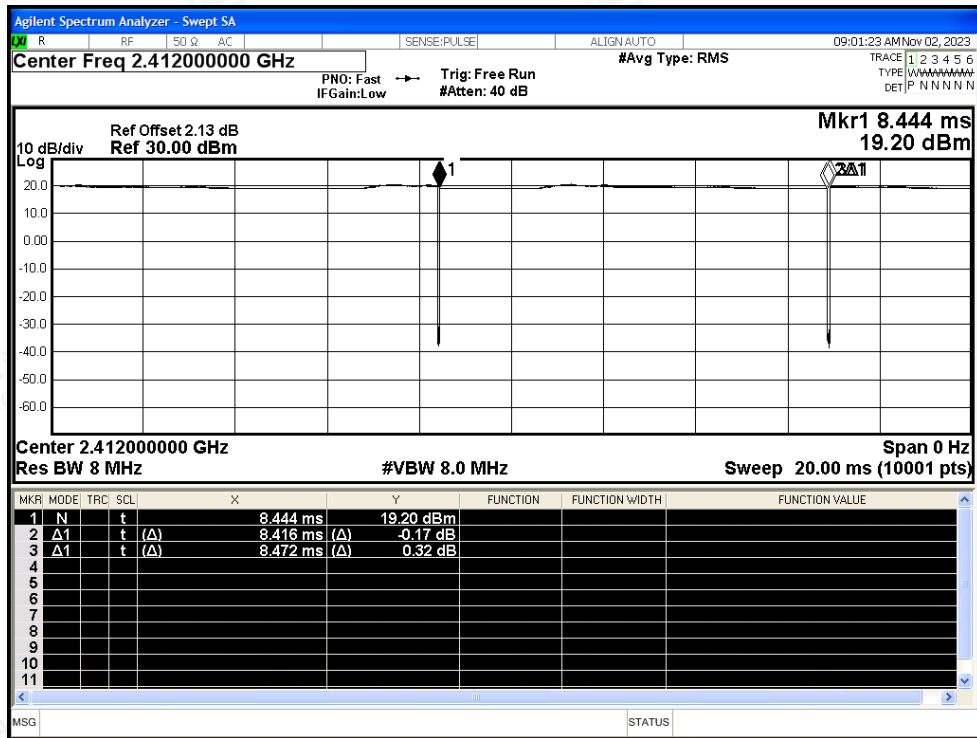 Agilent Spectrum Analyzer - Swept SA
LXI R RF 50 Ω AC SENSE:PULSE ALIGN AUTO 09:01:23 AM Nov 02, 2023
Center Freq 2.412000000 GHz #Avg Type: RMS TRACE 1 2 3 4 5 6
PNO: Fast Trig: Free Run TYPE
IFGain:Low #Atten: 40 dB DET P N N N N N
Mkr1 8.444 ms
Ref Offset 2.13 dB
10 dB/div Ref 30.00 dBm 19.20 dBm
Log
1
20.0
10.0
0.00
-10.0
-20.0
-30.0
-40.0
-50.0
-60.0
Center 2.412000000 GHz Span 0 Hz
Res BW 8 MHz #VBW 8.0 MHz Sweep 20.00 ms (10001 pts)
MKR MODE TRC SCL X Y FUNCTION FUNCTION WIDTH FUNCTION VALUE
1 N t 8.444 ms 19.20 dBm
2 Δ1 t (Δ) 8.416 ms (Δ) -0.17 dB
3 Δ1 t (Δ) 8.472 ms (Δ) 0.32 dB
4
5
6
7
8
9
10
11
MSG STATUS